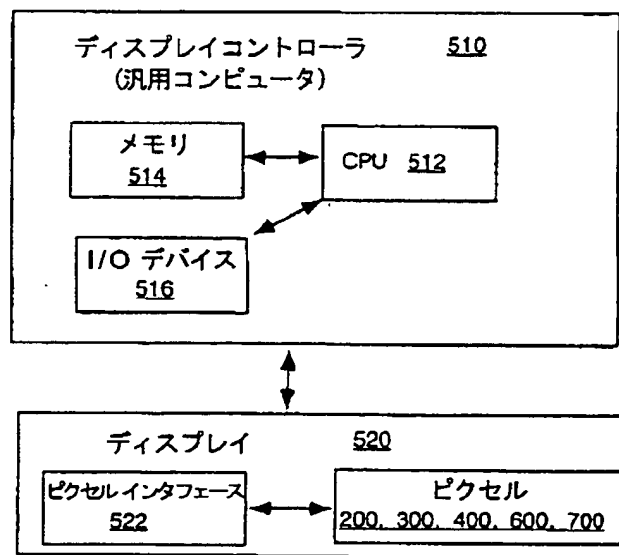 ディスプレイコントローラ 510
(汎用コンピュータ)
メモリ
514
CPU 512
I/O デバイス
516
ディスプレイ 520
ピクセルインタフェース
522
ピクセル
200, 300, 400, 600, 700